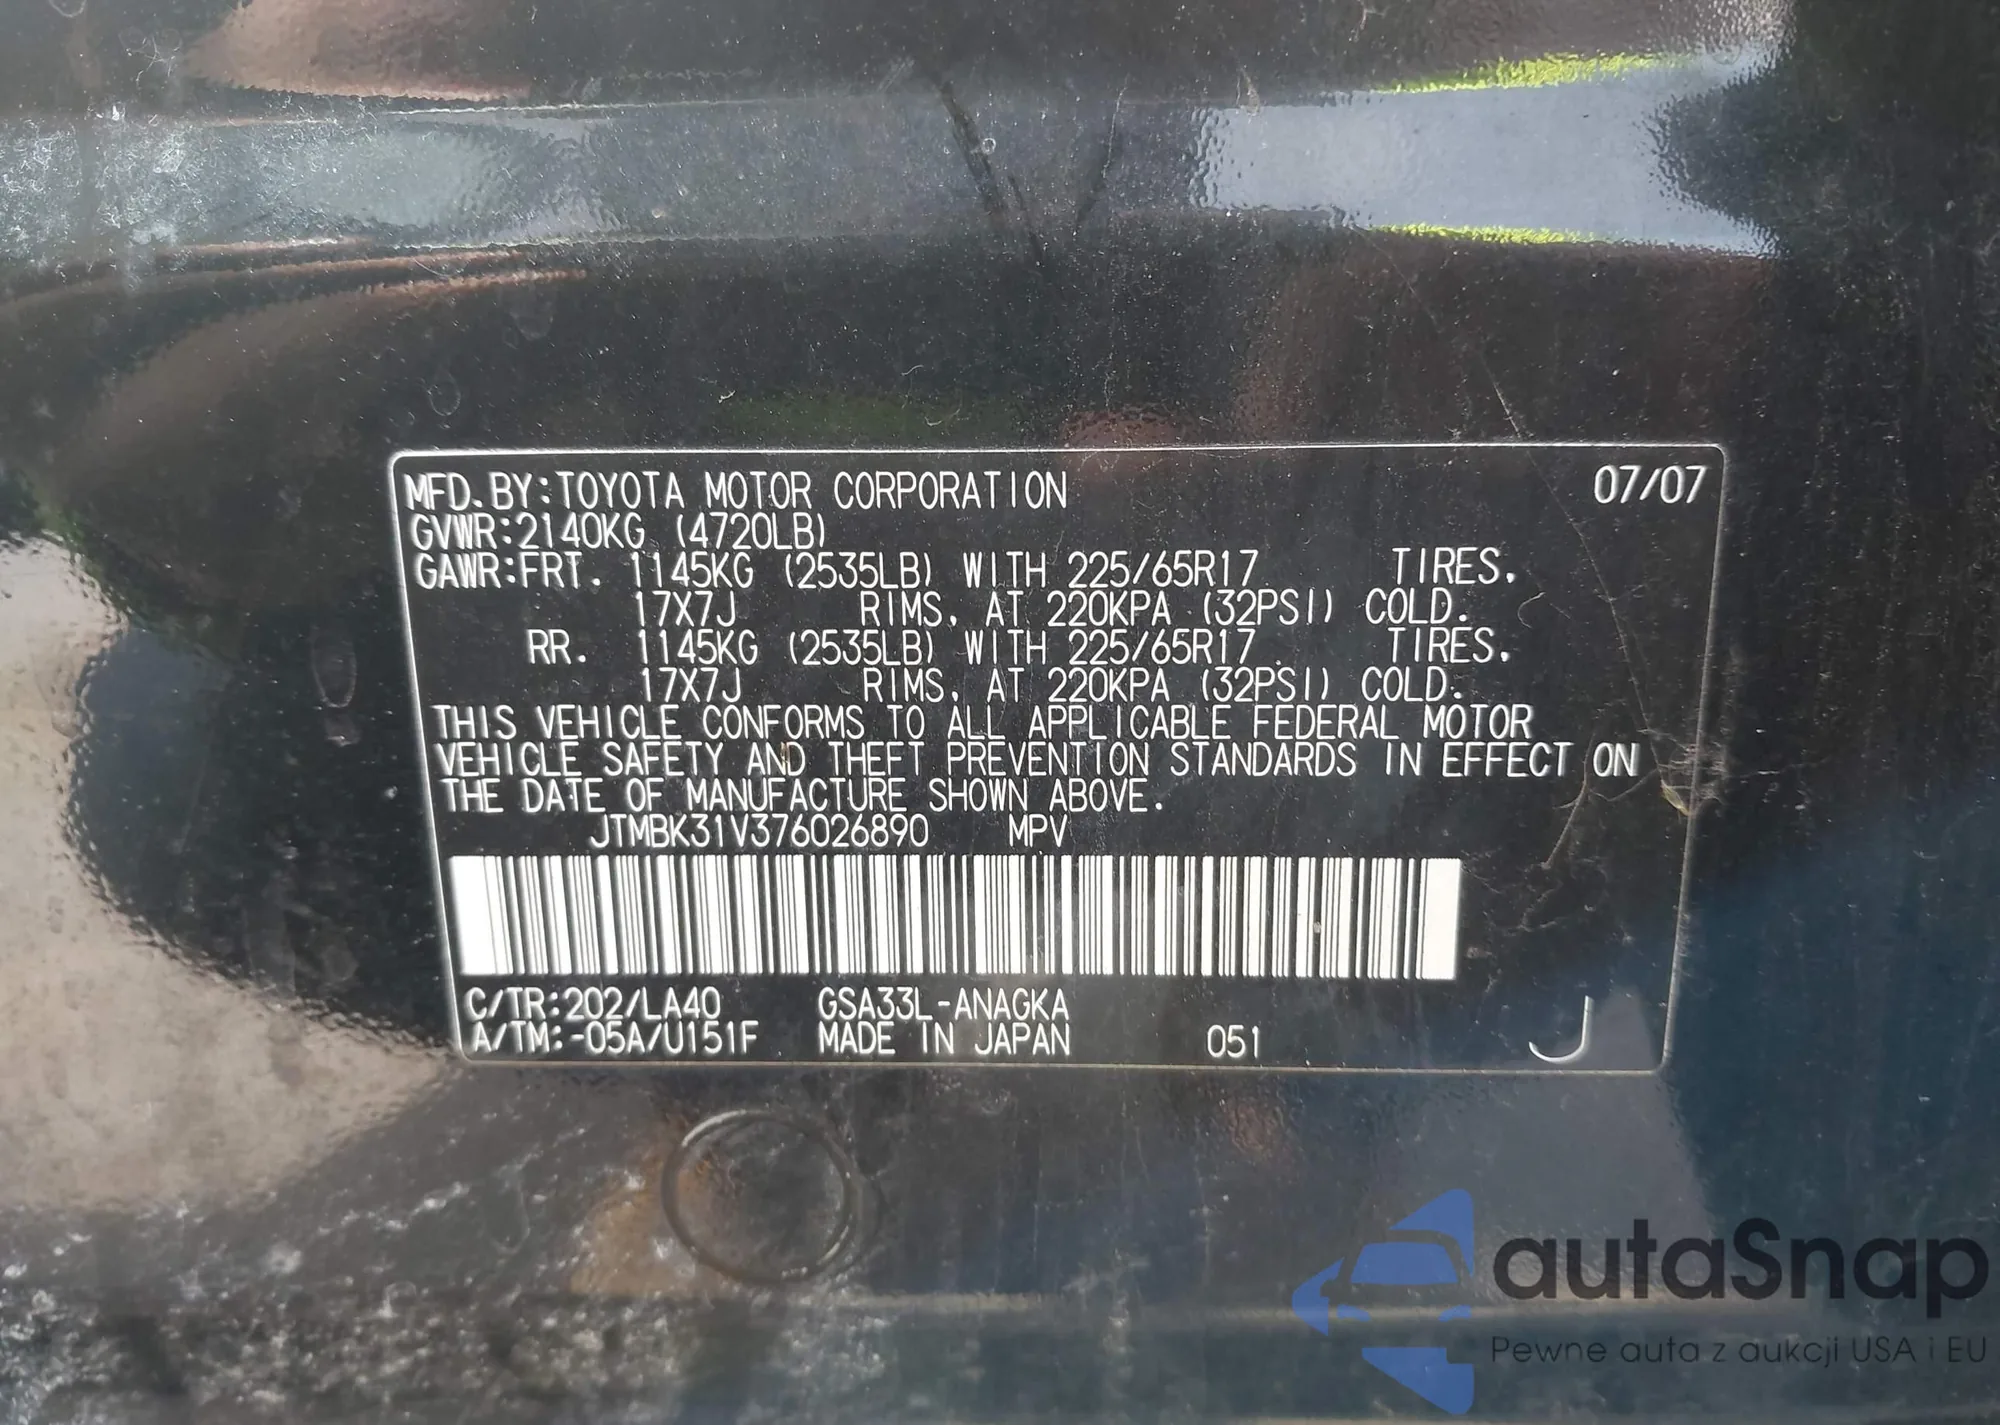 MFD. BY: TOYOTA MOTOR CORPORATION 07/07
GVWR: 2140KG (4720LB)
GAWR: FRT. 1145KG (2535LB) WITH 225/65R17 TIRES,
17X7J RIMS, AT 220KPA (32PSI) COLD.
RR. 1145KG (2535LB) WITH 225/65R17 TIRES,
17X7J RIMS, AT 220KPA (32PSI) COLD.
THIS VEHICLE CONFORMS TO ALL APPLICABLE FEDERAL MOTOR
VEHICLE SAFETY AND THEFT PREVENTION STANDARDS IN EFFECT ON
THE DATE OF MANUFACTURE SHOWN ABOVE.
JTMBK31V376026890 MPV
C/TR: 202/LA40 GSA33L-ANAGKA
A/TM: -05A/U151F MADE IN JAPAN 051 J
autaSnap
Pewne auta z aukcji USA i EU